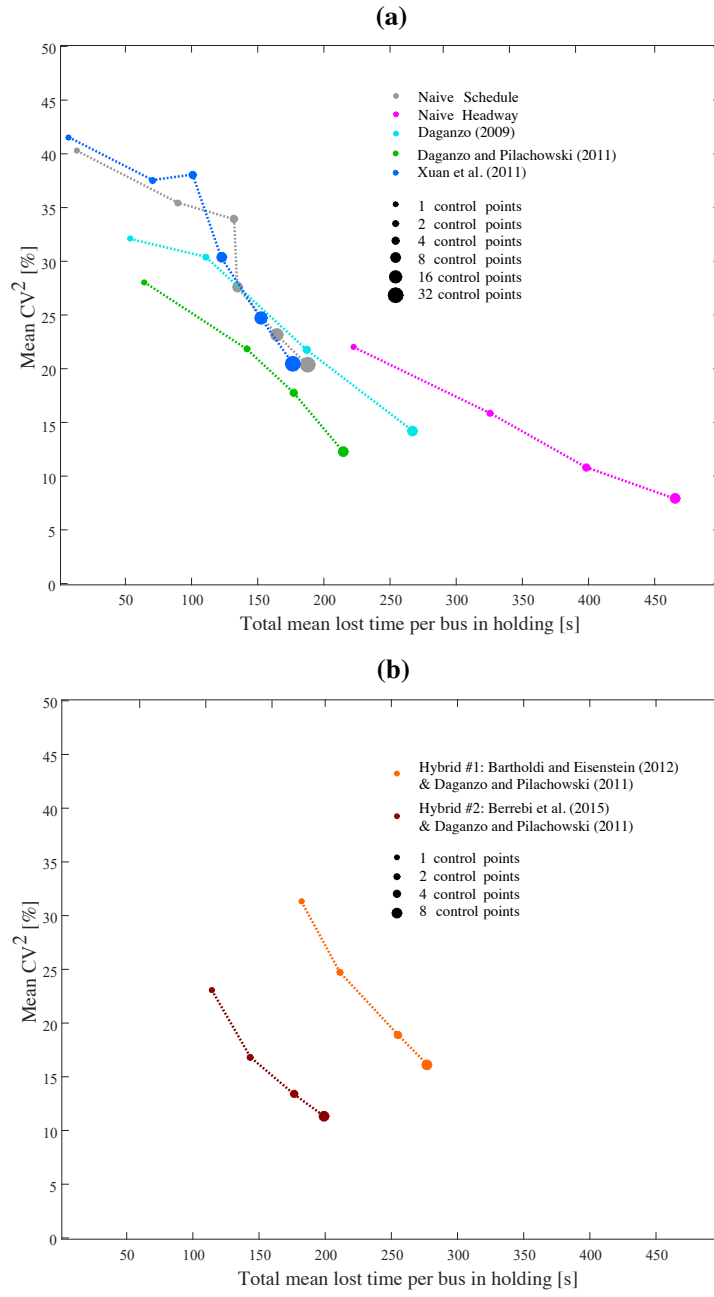 (a)
50
45
40
35
30
25
20
15
10
5
0
Mean CV2 [%]
Naive Schedule
Naive Headway
Daganzo (2009)
Daganzo and Pilachowski (2011)
Xuan et al. (2011)
1 control points
2 control points
4 control points
8 control points
16 control points
32 control points
50 100 150 200 250 300 350 400 450
Total mean lost time per bus in holding [s]
(b)
50
45
40
35
30
25
20
15
10
5
0
Mean CV2 [%]
Hybrid #1: Bartholdi and Eisenstein (2012)
& Daganzo and Pilachowski (2011)
Hybrid #2: Berrebi et al. (2015)
& Daganzo and Pilachowski (2011)
1 control points
2 control points
4 control points
8 control points
50 100 150 200 250 300 350 400 450
Total mean lost time per bus in holding [s]